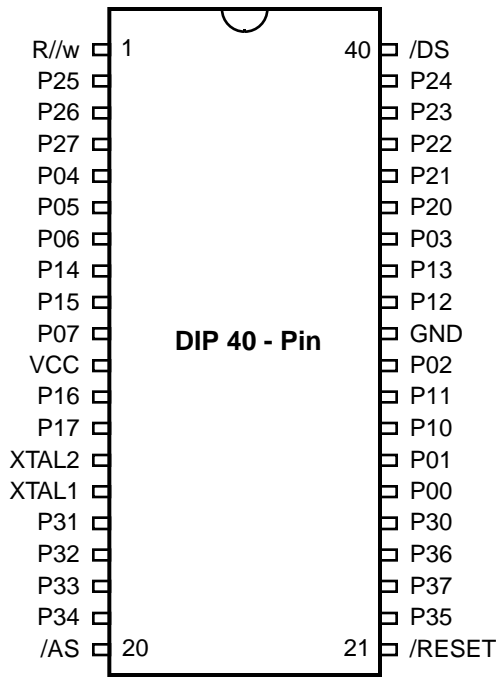 R//w 1 40 /DS
P25 P24
P26 P23
P27 P22
P04 P21
P05 P20
P06 P03
P14 P13
P15 P12
P07 DIP 40 - Pin GND
VCC P02
P16 P11
P17 P10
XTAL2 P01
XTAL1 P00
P31 P30
P32 P36
P33 P37
P34 P35
/AS 20 21 /RESET